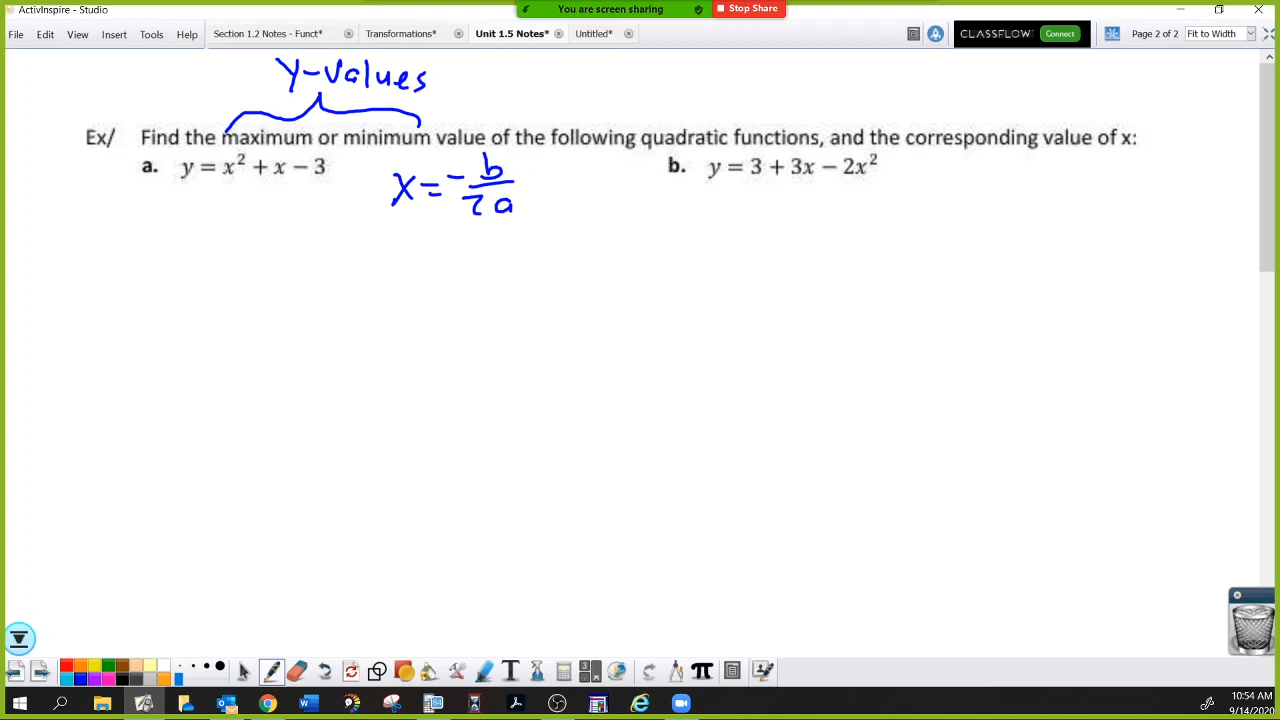 ActivInspire - Studio
You are screen sharing
Stop Share
File Edit View Insert Tools Help
Section 1.2 Notes - Funct*
Transformations*
Unit 1.5 Notes*
Untitled*
CLASSFLOW Connect
Page 2 of 2
Fit to Width
Y-values
Ex/ Find the maximum or minimum value of the following quadratic functions, and the corresponding value of x:
a. y = x² + x − 3
x = - b/2a
b. y = 3 + 3x − 2x²
10:54 AM
9/14/2020